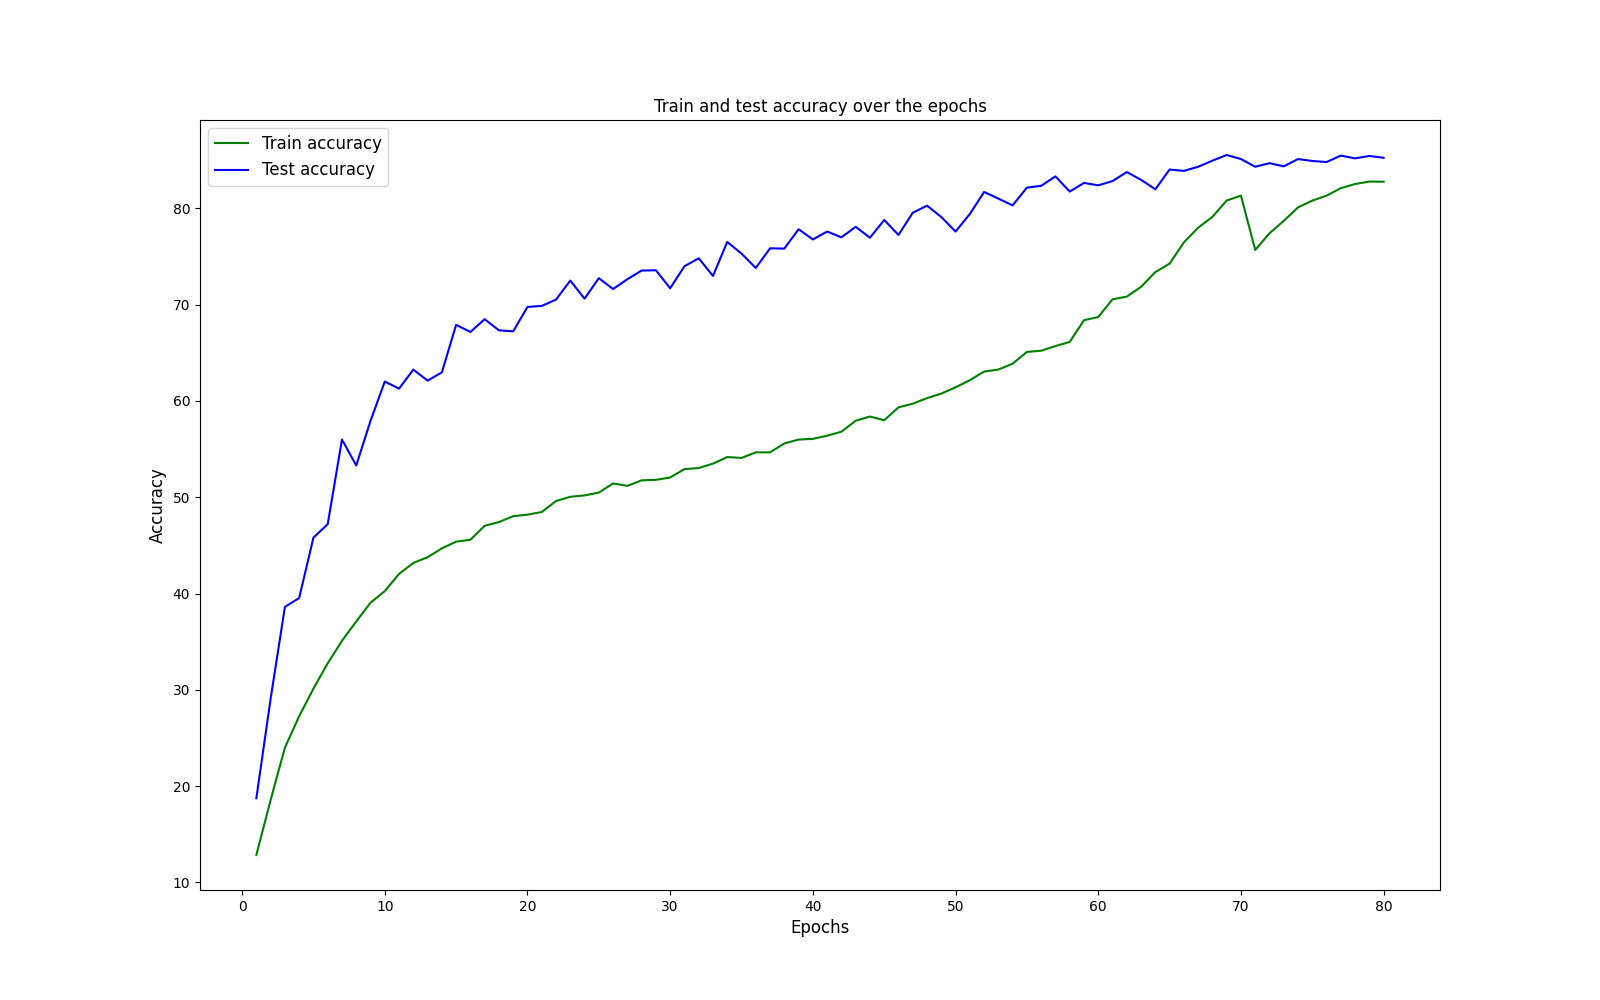 Train and test accuracy over the epochs
Train accuracy
Test accuracy
80
70
60
50
40
30
20
10
Accuracy
0 10 20 30 40 50 60 70 80
Epochs